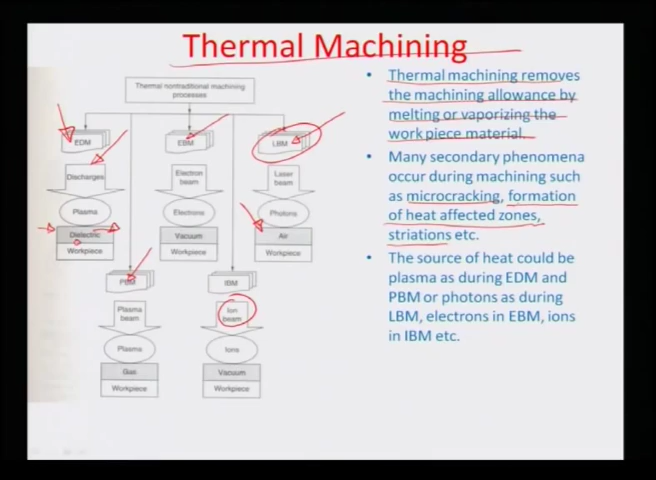 Thermal Machining
Thermal nontraditional machining
processes
EDM
EBM
LBM
Discharges
Electron
beam
Laser
beam
Plasma
Electrons
Photons
Dielectric
Vacuum
Air
Workpiece
Workpiece
Workpiece
PBM
IBM
Plasma
beam
Ion
beam
Plasma
Ions
Gas
Vacuum
Workpiece
Workpiece
• Thermal machining removes
the machining allowance by
melting or vaporizing the
work piece material.
• Many secondary phenomena
occur during machining such
as microcracking, formation
of heat affected zones,
striations etc.
• The source of heat could be
plasma as during EDM and
PBM or photons as during
LBM, electrons in EBM, ions
in IBM etc.